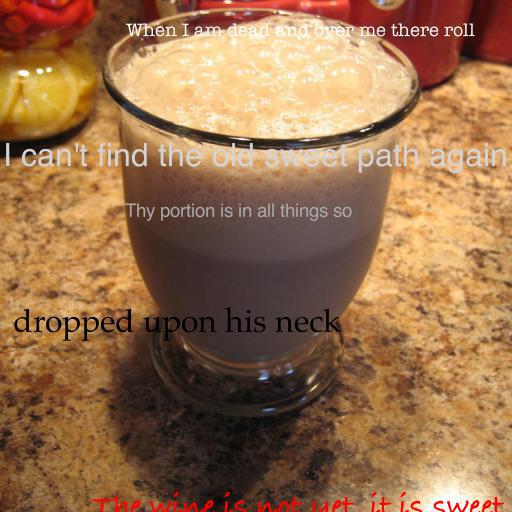 When I am dead and over me there roll
I can't find the old sweet path again
Thy portion is in all things so
dropped upon his neck
The wine is not yet, it is sweet